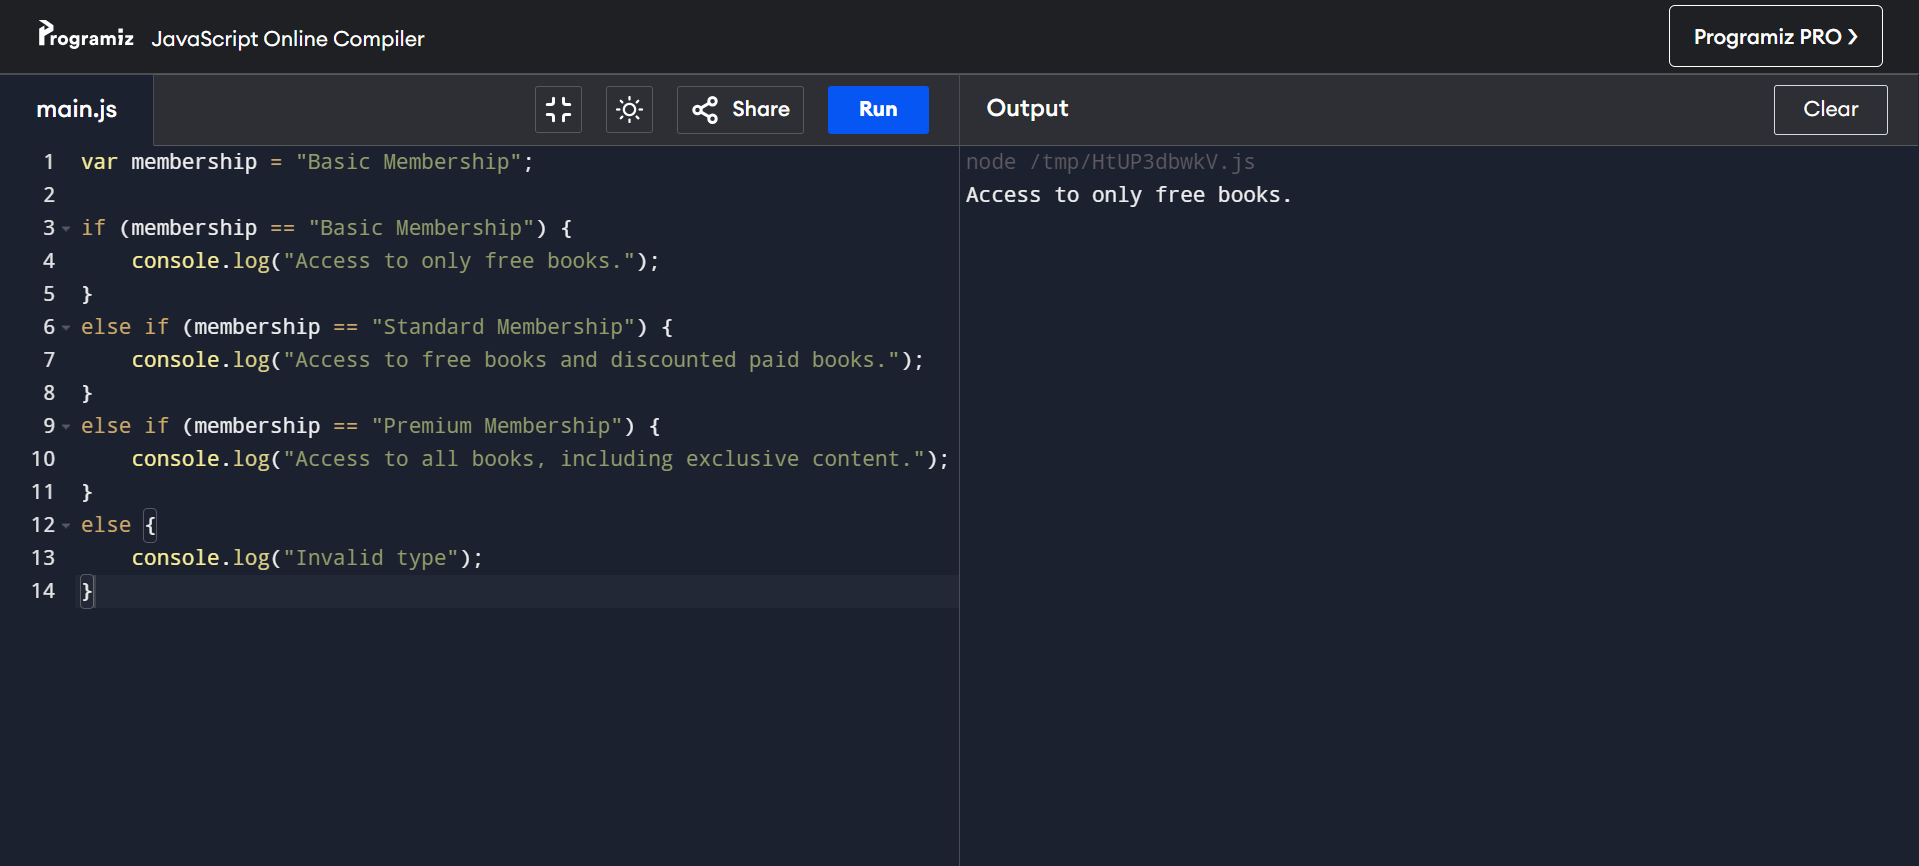 Programiz JavaScript Online Compiler
Programiz PRO ❯
main.js
Share
Run
Output
Clear
1 var membership = "Basic Membership";
2
3 if (membership == "Basic Membership") {
4     console.log("Access to only free books.");
5 }
6 else if (membership == "Standard Membership") {
7     console.log("Access to free books and discounted paid books.");
8 }
9 else if (membership == "Premium Membership") {
10     console.log("Access to all books, including exclusive content.");
11 }
12 else {
13     console.log("Invalid type");
14 }
node /tmp/HtUP3dbwkV.js
Access to only free books.